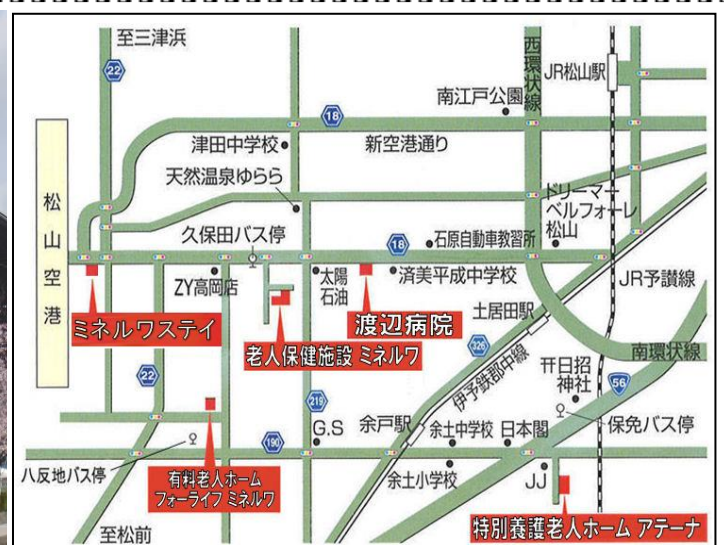 至三津浜
22
西環状線
JR松山駅
南江戸公園
18
津田中学校
新空港通り
天然温泉ゆらら
ドリーマー
ベルフォーレ
松山
松山空港
久保田バス停
18
石原自動車教習所
ZY高岡店
太陽
石油
済美平成中学校
JR予讃線
ミネルワステイ
老人保健施設 ミネルワ
渡辺病院
土居田駅
326
伊予鉄郡中線
南環状線
22
日招
神社
56
219
保免バス停
G.S
余戸駅
余土中学校
日本閣
190
八反地バス停
有料老人ホーム
フォーライフ ミネルワ
余土小学校
JJ
至松前
特別養護老人ホーム アテーナ